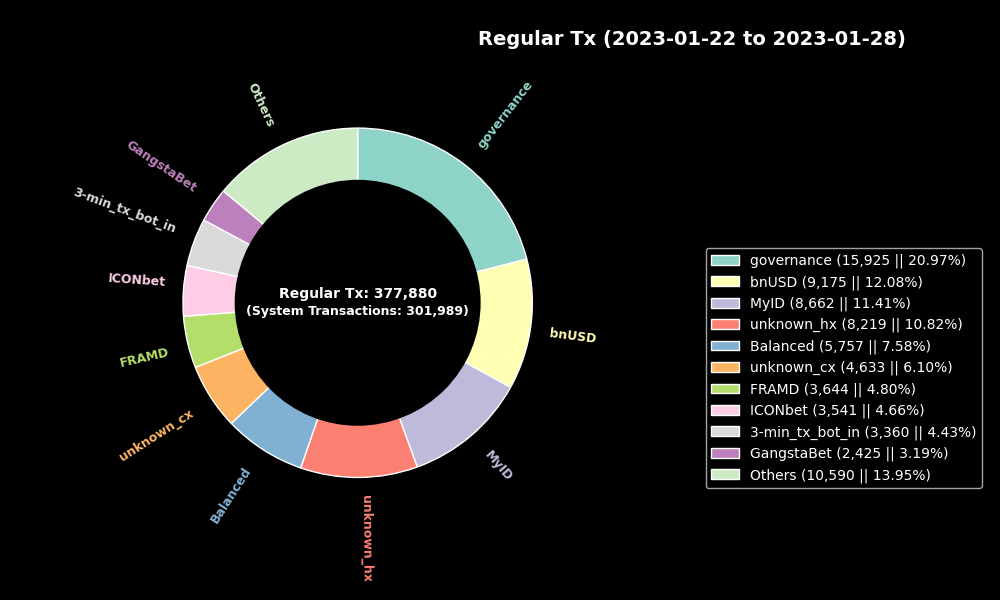 Regular Tx (2023-01-22 to 2023-01-28)
Others
governance
GangstaBet
3-min_tx_bot_in
ICONbet
Regular Tx: 377,880
(System Transactions: 301,989)
bnUSD
FRAMD
unknown_cx
MyID
Balanced
unknown_hx
governance (15,925 || 20.97%)
bnUSD (9,175 || 12.08%)
MyID (8,662 || 11.41%)
unknown_hx (8,219 || 10.82%)
Balanced (5,757 || 7.58%)
unknown_cx (4,633 || 6.10%)
FRAMD (3,644 || 4.80%)
ICONbet (3,541 || 4.66%)
3-min_tx_bot_in (3,360 || 4.43%)
GangstaBet (2,425 || 3.19%)
Others (10,590 || 13.95%)